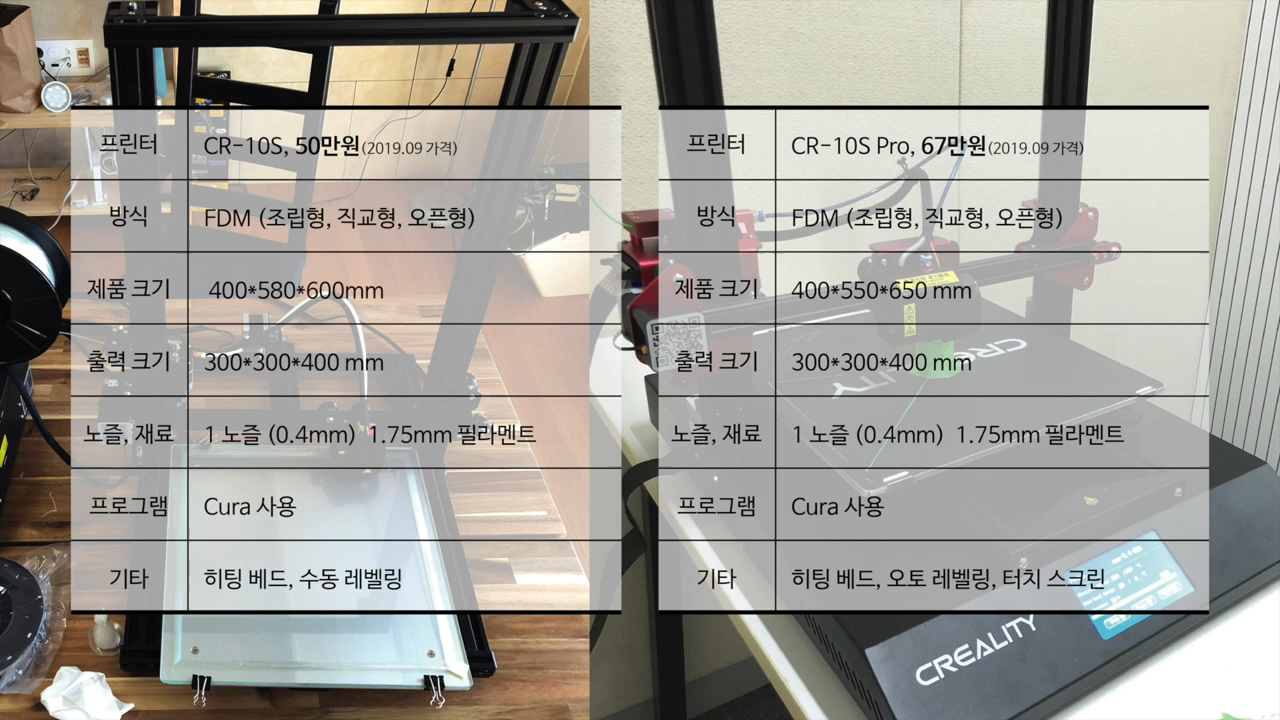 프린터 CR-10S, 50만원(2019.09 가격)
방식 FDM (조립형, 직교형, 오픈형)
제품 크기 400*580*600mm
출력 크기 300*300*400 mm
노즐, 재료 1 노즐 (0.4mm) 1.75mm 필라멘트
프로그램 Cura 사용
기타 히팅 베드, 수동 레벨링
프린터 CR-10S Pro, 67만원(2019.09 가격)
방식 FDM (조립형, 직교형, 오픈형)
제품 크기 400*550*650 mm
출력 크기 300*300*400 mm
노즐, 재료 1 노즐 (0.4mm) 1.75mm 필라멘트
프로그램 Cura 사용
기타 히팅 베드, 오토 레벨링, 터치 스크린
CREALITY
CREALITY